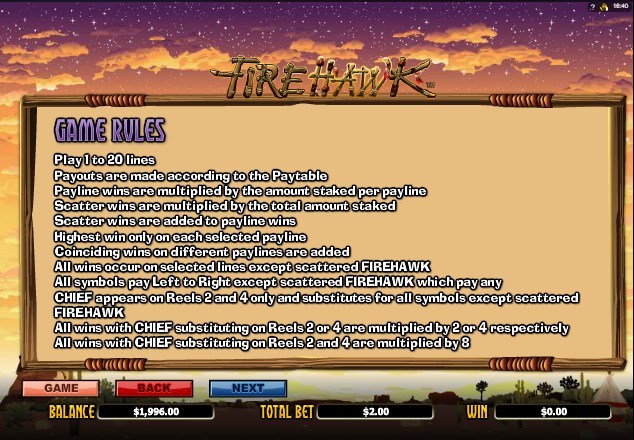 ? 18:40
FIREHAWK™
GAME RULES
Play 1 to 20 lines
Payouts are made according to the Paytable
Payline wins are multiplied by the amount staked per payline
Scatter wins are multiplied by the total amount staked
Scatter wins are added to payline wins
Highest win only on each selected payline
Coinciding wins on different paylines are added
All wins occur on selected lines except scattered FIREHAWK
All symbols pay Left to Right except scattered FIREHAWK which pay any
CHIEF appears on Reels 2 and 4 only and substitutes for all symbols except scattered
FIREHAWK
All wins with CHIEF substituting on Reels 2 or 4 are multiplied by 2 or 4 respectively
All wins with CHIEF substituting on Reels 2 and 4 are multiplied by 8
GAME BACK NEXT
BALANCE $1,996.00 TOTAL BET $2.00 WIN $0.00